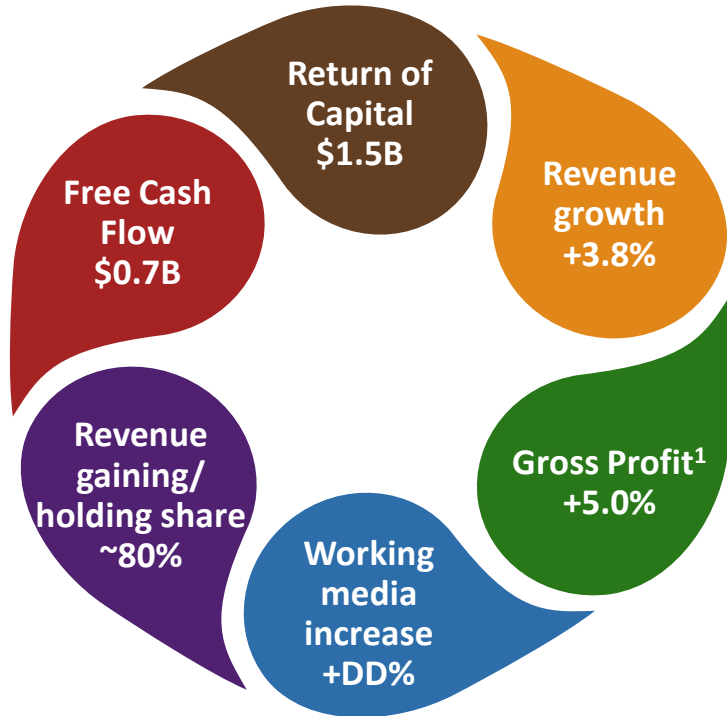 Return of
Capital
$1.5B
Revenue
growth
+3.8%
Gross Profit¹
+5.0%
Working
media
increase
+DD%
Revenue
gaining/
holding share
~80%
Free Cash
Flow
$0.7B